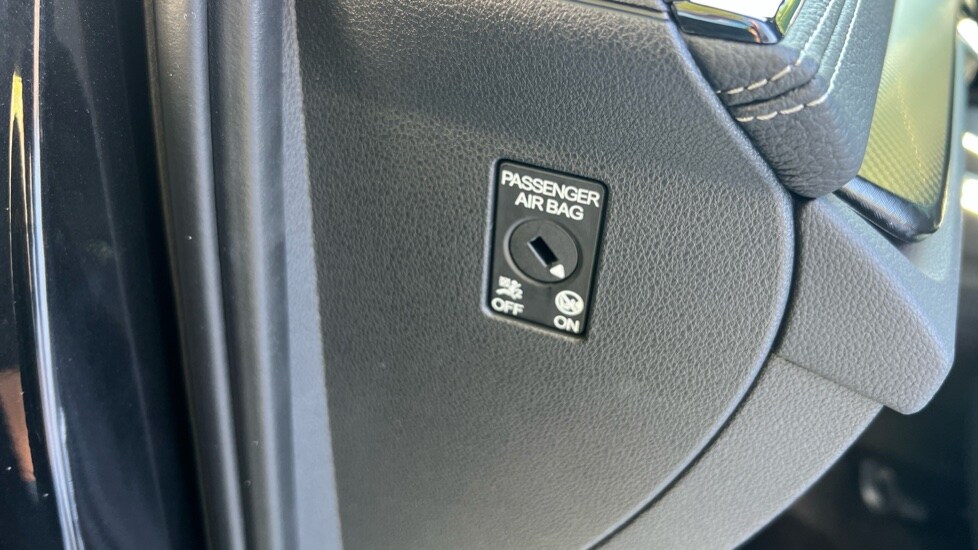 PASSENGER
AIR BAG
OFF
ON